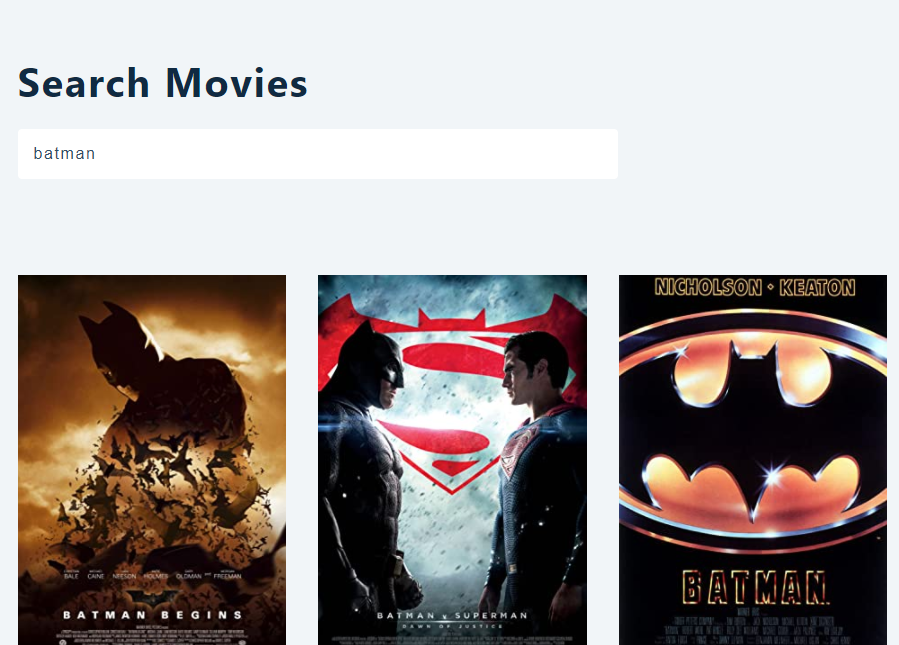 Search Movies
batman
NICHOLSON • KEATON
BALE CAINE NEESON HOLMES OLDMAN FREEMAN
BATMAN BEGINS
BATMAN v SUPERMAN
DAWN OF JUSTICE
BATMAN